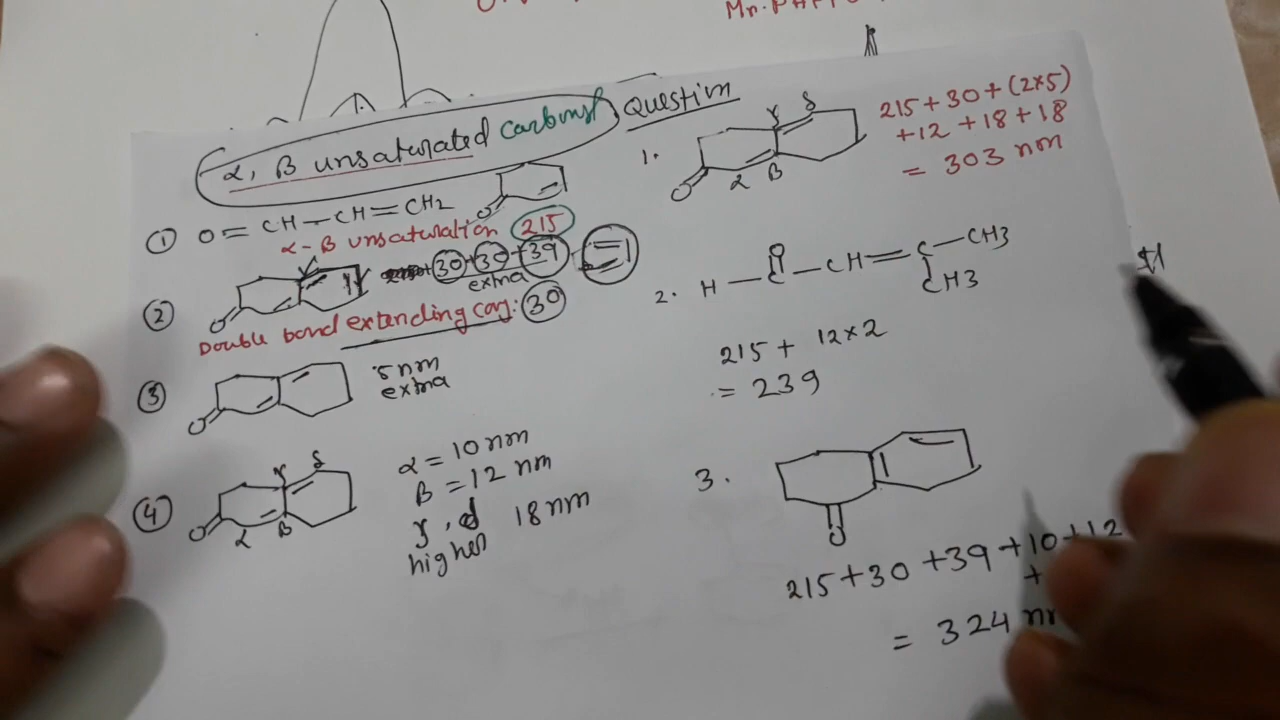 α, β unsaturated carbonyl Question
① O = CH — CH = CH2
O
α - β unsaturation 215
② O
+30 +30 +39
extra
Double bond extending conj: 30
③ O
5 nm
extra
④ O α β γ δ
α = 10 nm
β = 12 nm
γ, d
higher 18 nm
1. O α β γ δ
215 + 30 + (2×5)
+12 +18 +18
= 303 nm
2. H — C — CH = C — CH3
O
CH3
215 + 12×2
= 239
3.
O
215 + 30 + 39 + 10 + 12
+
= 324